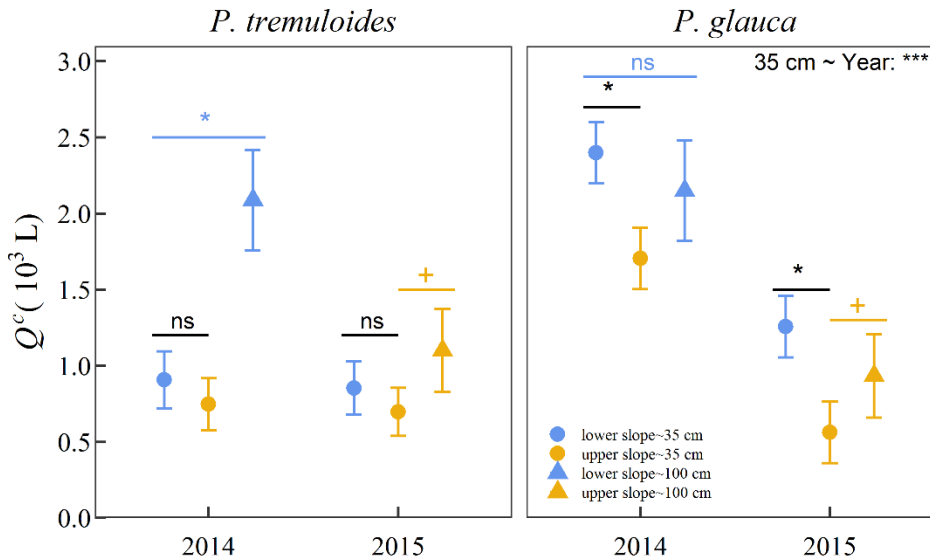 P. tremuloides
P. glauca
3.0
2.5
2.0
1.5
1.0
0.5
0.0
Q^c ( 10^3 L)
*
ns
ns
+
ns
35 cm ~ Year: ***
*
*
+
lower slope~35 cm
upper slope~35 cm
lower slope~100 cm
upper slope~100 cm
2014
2015
2014
2015